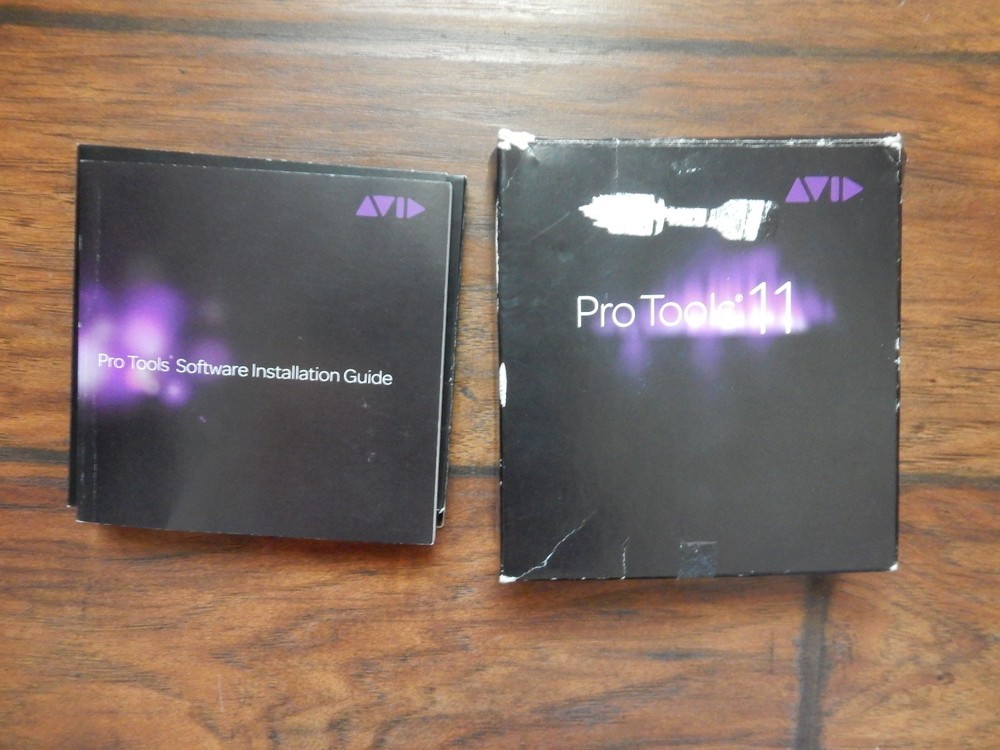 AVID
Pro Tools® Software Installation Guide
AVID
Pro Tools® 11